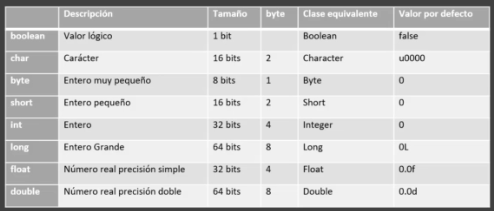 Descripción Tamaño byte Clase equivalente Valor por defecto
boolean Valor lógico 1 bit Boolean false
char Carácter 16 bits 2 Character u0000
byte Entero muy pequeño 8 bits 1 Byte 0
short Entero pequeño 16 bits 2 Short 0
int Entero 32 bits 4 Integer 0
long Entero Grande 64 bits 8 Long 0L
float Número real precisión simple 32 bits 4 Float 0.0f
double Número real precisión doble 64 bits 8 Double 0.0d